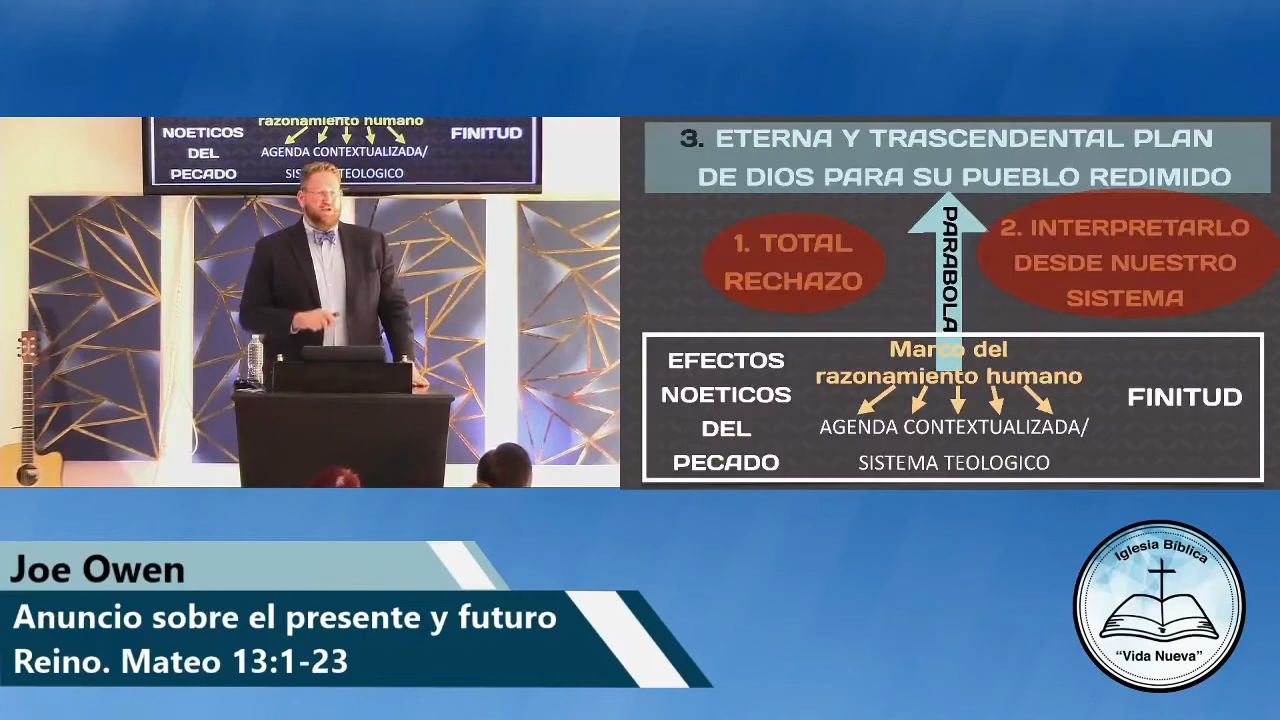 razonamiento humano
NOETICOS
DEL
PECADO
AGENDA CONTEXTUALIZADA/
FINITUD
3. ETERNA Y TRASCENDENTAL PLAN
DE DIOS PARA SU PUEBLO REDIMIDO
1. TOTAL
RECHAZO
PARABOLA
2. INTERPRETARLO
DESDE NUESTRO
SISTEMA
EFECTOS
NOETICOS
DEL
PECADO
Marco del
razonamiento humano
AGENDA CONTEXTUALIZADA/
SISTEMA TEOLOGICO
FINITUD
Joe Owen
Anuncio sobre el presente y futuro
Reino. Mateo 13:1-23
Iglesia Bíblica
“Vida Nueva”